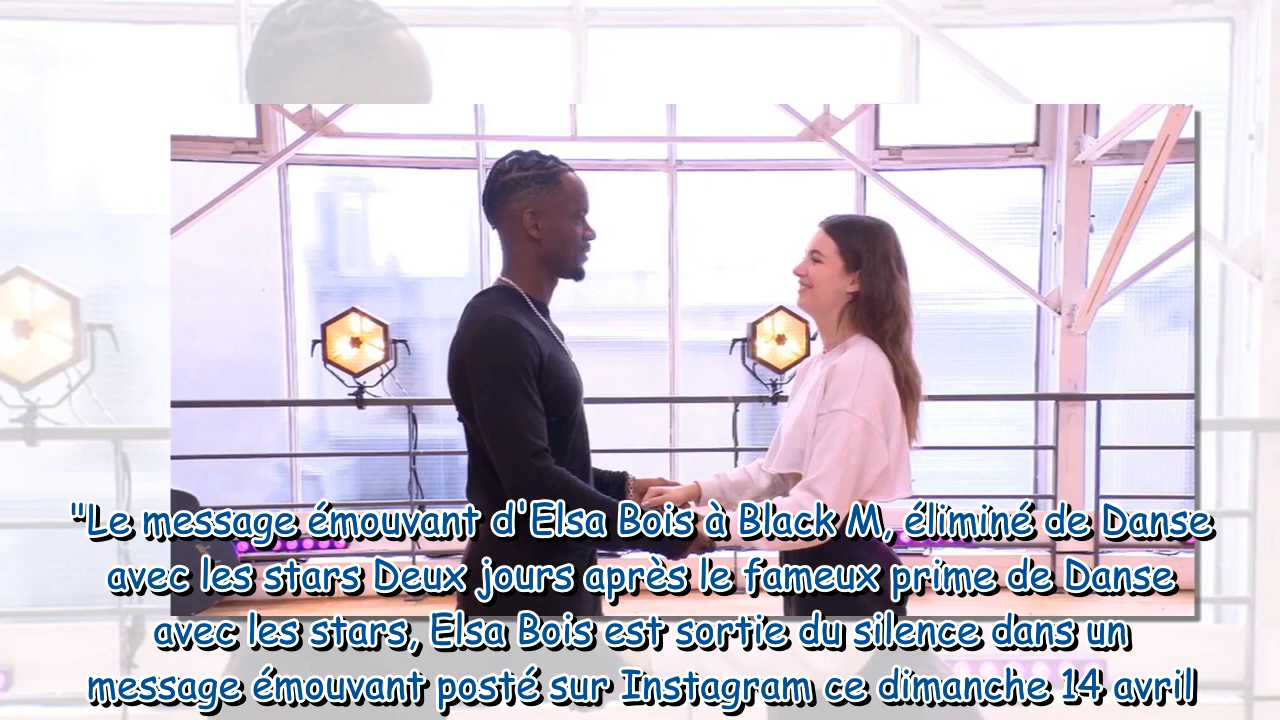 "Le message émouvant d'Elsa Bois à Black M, éliminé de Danse
avec les stars Deux jours après le fameux prime de Danse
avec les stars, Elsa Bois est sortie du silence dans un
message émouvant posté sur Instagram ce dimanche 14 avril